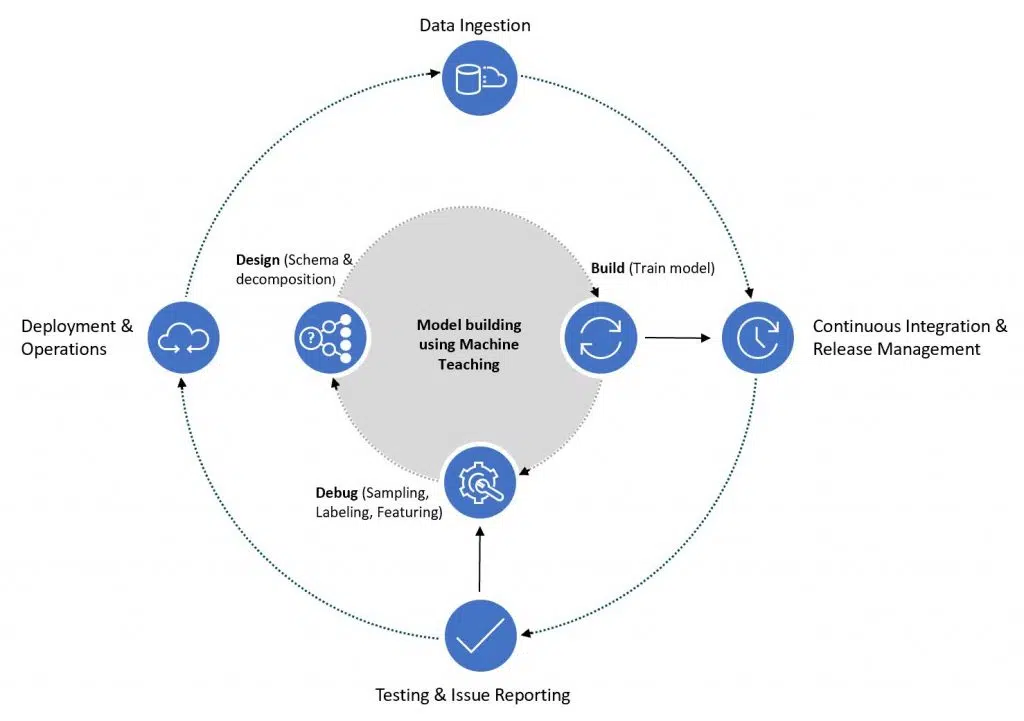 Data Ingestion
Design (Schema &
decomposition)
Build (Train model)
Deployment &
Operations
?
Model building
using Machine
Teaching
Continuous Integration &
Release Management
Debug (Sampling,
Labeling, Featuring)
Testing & Issue Reporting